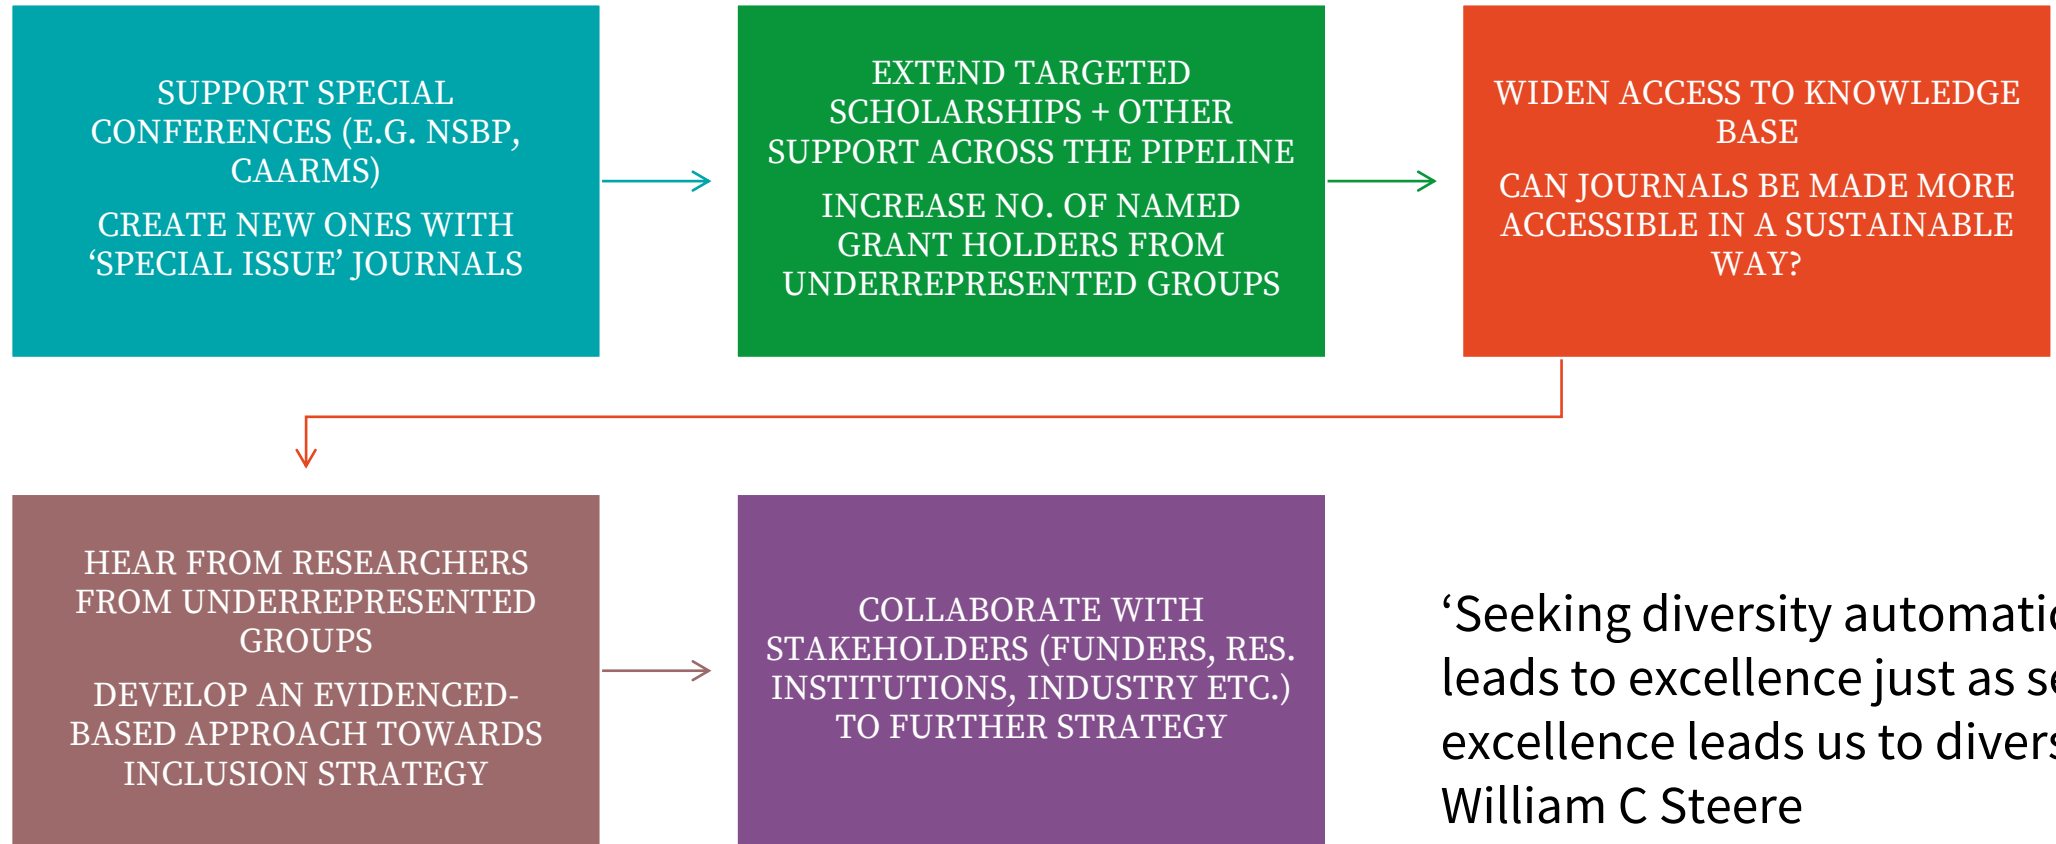 SUPPORT SPECIAL
CONFERENCES (E.G. NSBP,
CAARMS)
CREATE NEW ONES WITH
‘SPECIAL ISSUE’ JOURNALS
EXTEND TARGETED
SCHOLARSHIPS + OTHER
SUPPORT ACROSS THE PIPELINE
INCREASE NO. OF NAMED
GRANT HOLDERS FROM
UNDERREPRESENTED GROUPS
WIDEN ACCESS TO KNOWLEDGE
BASE
CAN JOURNALS BE MADE MORE
ACCESSIBLE IN A SUSTAINABLE
WAY?
HEAR FROM RESEARCHERS
FROM UNDERREPRESENTED
GROUPS
DEVELOP AN EVIDENCED-
BASED APPROACH TOWARDS
INCLUSION STRATEGY
COLLABORATE WITH
STAKEHOLDERS (FUNDERS, RES.
INSTITUTIONS, INDUSTRY ETC.)
TO FURTHER STRATEGY
‘Seeking diversity
leads to excellence just as
excellence leads us to
William C Steere